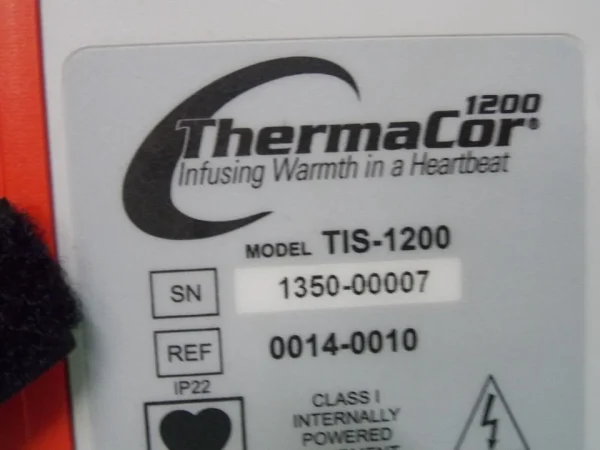 1200
ThermaCor®
Infusing Warmth in a Heartbeat
MODEL TIS-1200
SN 1350-00007
REF 0014-0010
IP22
CLASS I
INTERNALLY
POWERED